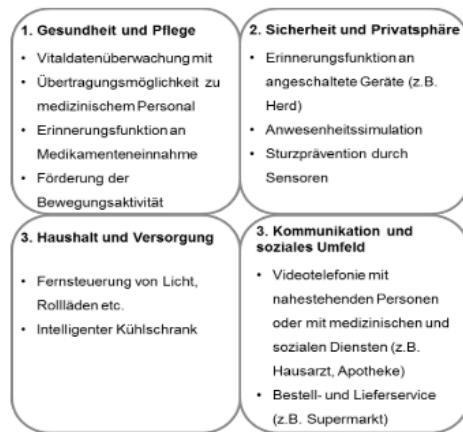 1. Gesundheit und Pflege
• Vitaldatenüberwachung mit
• Übertragungsmöglichkeit zu
medizinischem Personal
• Erinnerungsfunktion an
Medikamenteneinnahme
• Förderung der
Bewegungsaktivität
2. Sicherheit und Privatsphäre
• Erinnerungsfunktion an
angeschaltete Geräte (z.B.
Herd)
• Anwesenheitssimulation
• Sturzprävention durch
Sensoren
3. Haushalt und Versorgung
• Fernsteuerung von Licht,
Rollläden etc.
• Intelligenter Kühlschrank
3. Kommunikation und
soziales Umfeld
• Videotelefonie mit
nahestehenden Personen
oder mit medizinischen und
sozialen Diensten (z.B.
Hausarzt, Apotheke)
• Bestell- und Lieferservice
(z.B. Supermarkt)